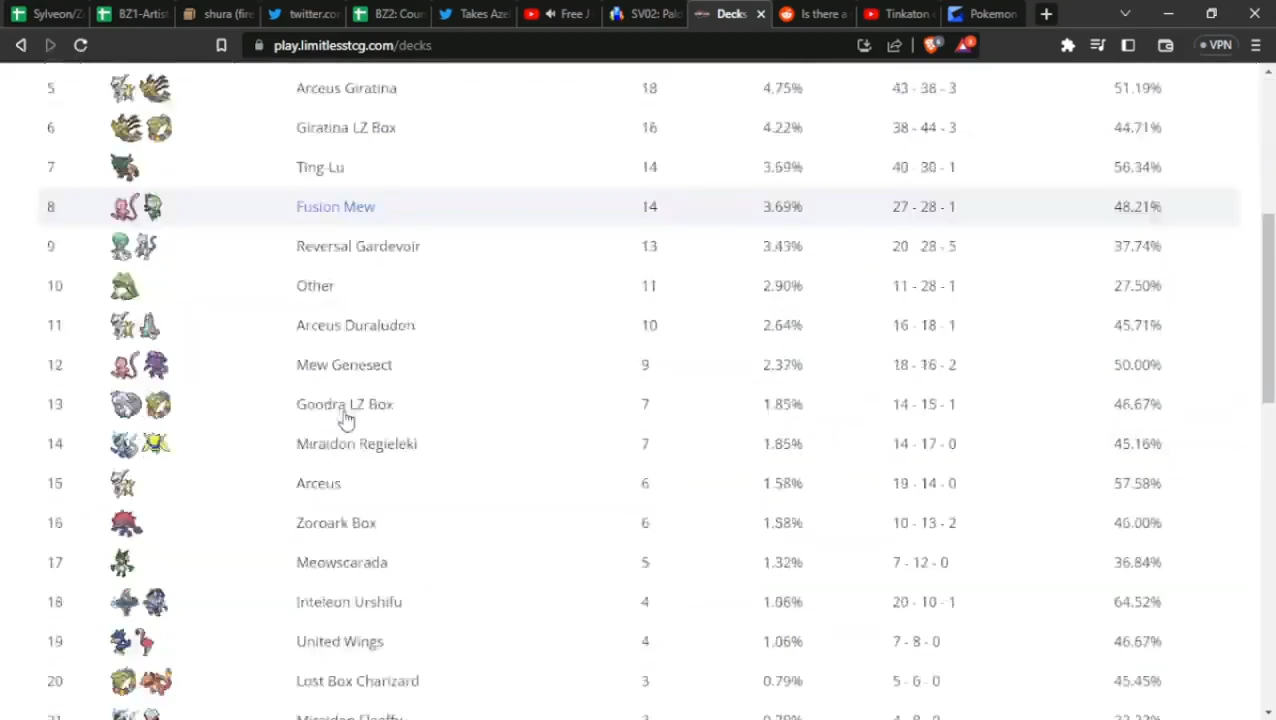 Sylveon/Z BZ1-Artist shura (fire twitter.co BZ2: Cour Takes Aze Free J SV02: Pald Decks Is there a Tinkaton Pokemon
play.limitlesstcg.com/decks VPN
5 Arceus Giratina 18 4.75% 43 - 38 - 3 51.19%
6 Giratina LZ Box 16 4.22% 38 - 44 - 3 44.71%
7 Ting-Lu 14 3.69% 40 - 30 - 1 56.34%
8 Fusion Mew 14 3.69% 27 - 28 - 1 48.21%
9 Reversal Gardevoir 13 3.43% 20 - 28 - 5 37.74%
10 Other 11 2.90% 11 - 28 - 1 27.50%
11 Arceus Duraludon 10 2.64% 16 - 18 - 1 45.71%
12 Mew Genesect 9 2.37% 18 - 16 - 2 50.00%
13 Goodra LZ Box 7 1.85% 14 - 15 - 1 46.67%
14 Miraidon Regieleki 7 1.85% 14 - 17 - 0 45.16%
15 Arceus 6 1.58% 19 - 14 - 0 57.58%
16 Zoroark Box 6 1.58% 10 - 13 - 2 40.00%
17 Meowscarada 5 1.32% 7 - 12 - 0 36.84%
18 Inteleon Urshifu 4 1.06% 20 - 10 - 1 64.52%
19 United Wings 4 1.06% 7 - 8 - 0 46.67%
20 Lost Box Charizard 3 0.79% 5 - 6 - 0 45.45%